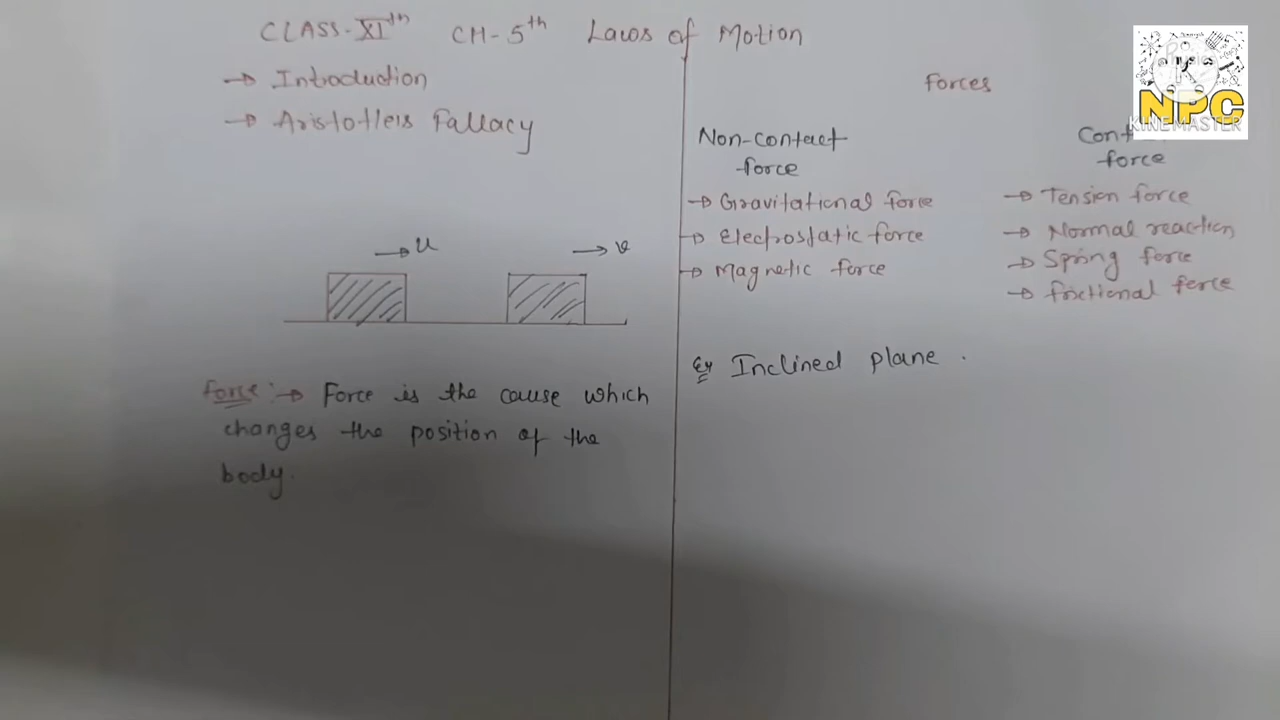 CLASS-XIth CH-5th Laws of Motion
→ Introduction
→ Aristotle's Fallacy
→ u
→ v
Force :→ Force is the cause which
changes the position of the
body.
Forces
Non-contact
force
→ Gravitational force
→ Electrostatic force
→ Magnetic force
Force
→ Tension force
→ Normal reaction
→ Spring force
→ frictional force
Ex Inclined plane .
Physics
NPC
KINEMASTER